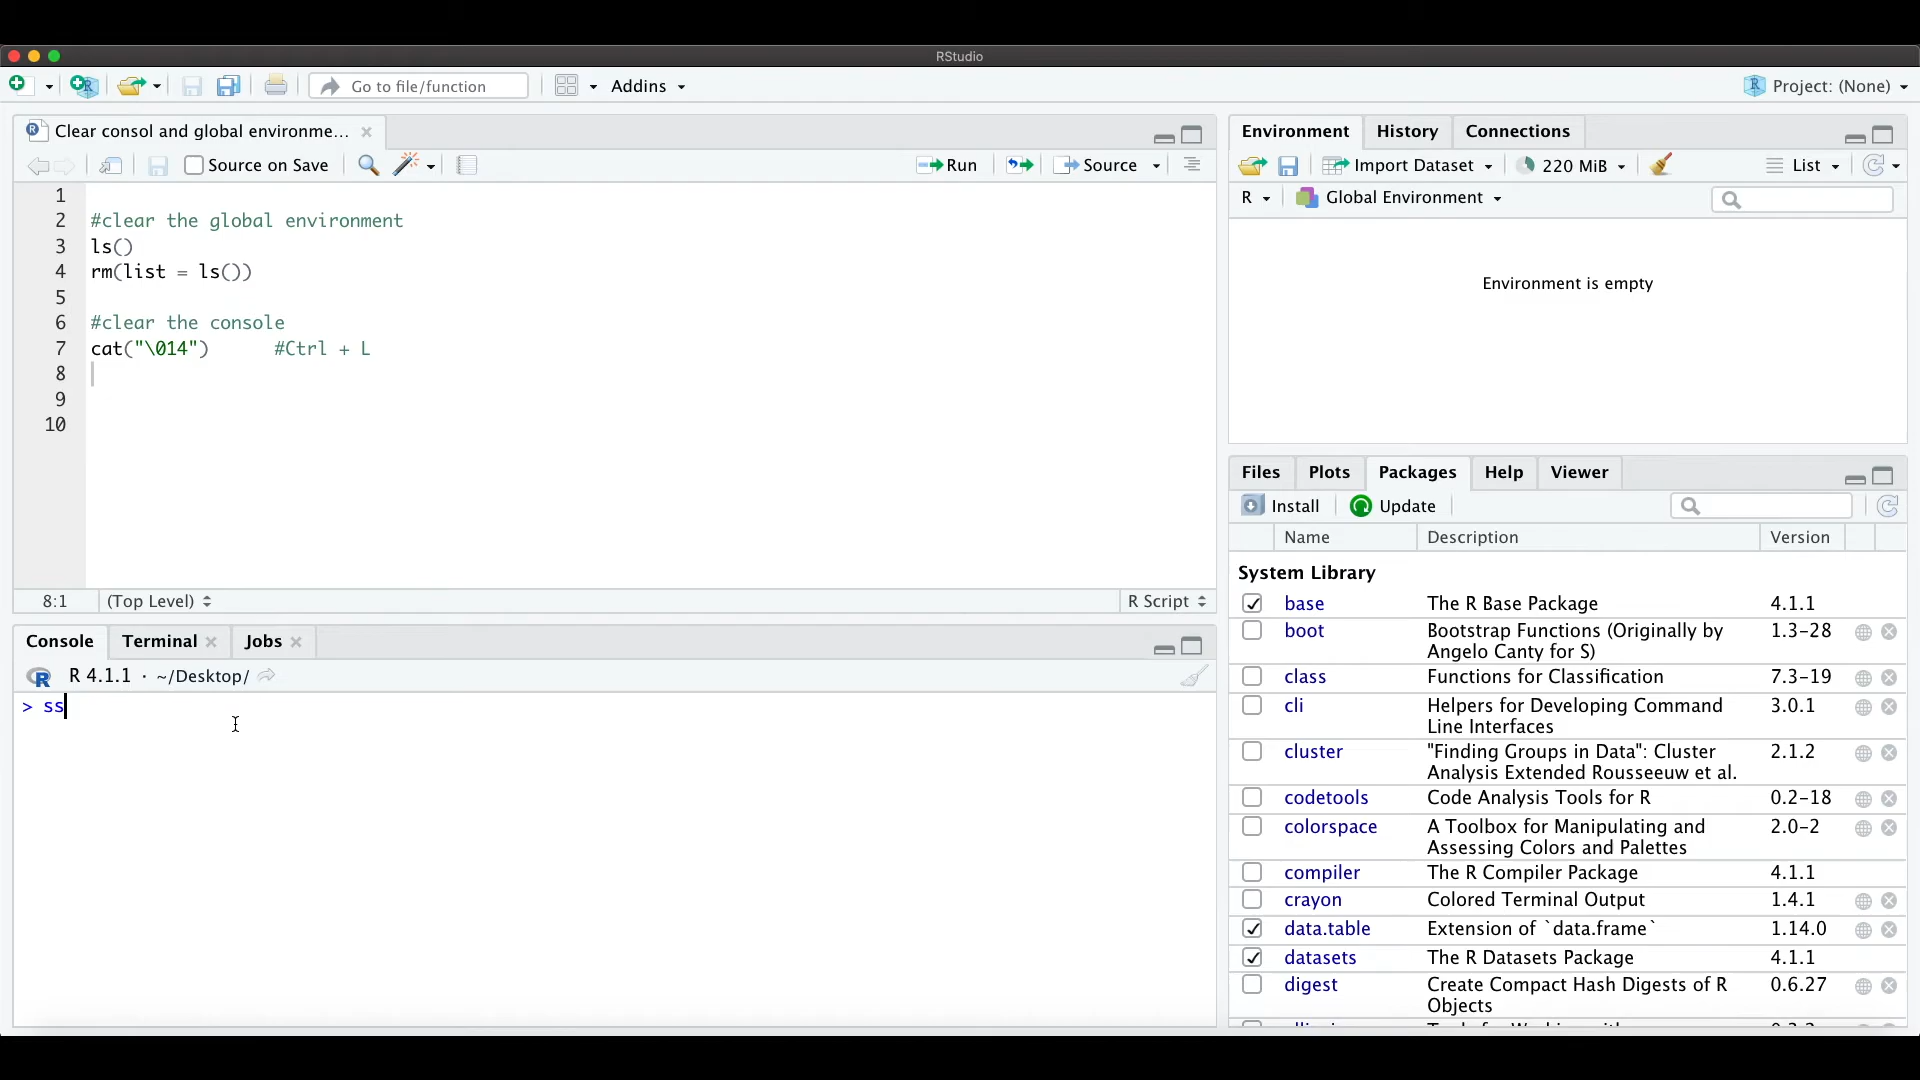 RStudio
Go to file/function
Addins
Project: (None)
Clear consol and global environme...
Source on Save
Run
Source
1
2 #clear the global environment
3 ls()
4 rm(list = ls())
5
6 #clear the console
7 cat("\014") #Ctrl + L
8
9
10
8:1 (Top Level) R Script
Console Terminal Jobs
R 4.1.1 · ~/Desktop/
> ss
Environment History Connections
Import Dataset 220 MiB List
R Global Environment
Environment is empty
Files Plots Packages Help Viewer
Install Update
Name Description Version
System Library
base The R Base Package 4.1.1
boot Bootstrap Functions (Originally by 1.3-28
Angelo Canty for S)
class Functions for Classification 7.3-19
cli Helpers for Developing Command 3.0.1
Line Interfaces
cluster "Finding Groups in Data": Cluster 2.1.2
Analysis Extended Rousseeuw et al.
codetools Code Analysis Tools for R 0.2-18
colorspace A Toolbox for Manipulating and 2.0-2
Assessing Colors and Palettes
compiler The R Compiler Package 4.1.1
crayon Colored Terminal Output 1.4.1
data.table Extension of `data.frame` 1.14.0
datasets The R Datasets Package 4.1.1
digest Create Compact Hash Digests of R 0.6.27
Objects